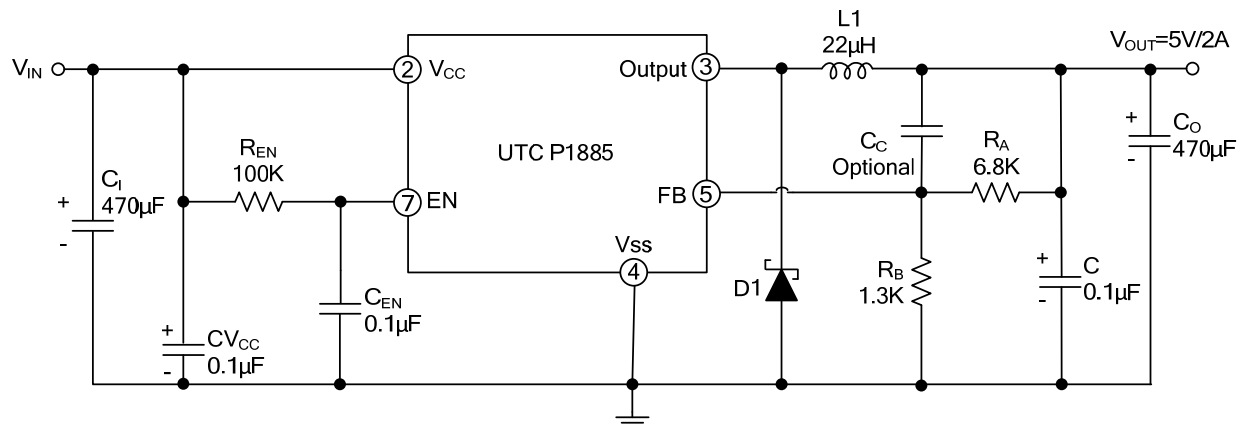 L1
22µH
VOUT=5V/2A
VIN
2
VCC
Output
3
REN
100K
UTC P1885
CC
Optional
RA
6.8K
+
CO
470µF
-
CI
470µF
+
-
7
EN
FB
5
VSS
4
D1
RB
1.3K
+
C
0.1µF
-
CEN
0.1µF
+
CVCC
0.1µF
-